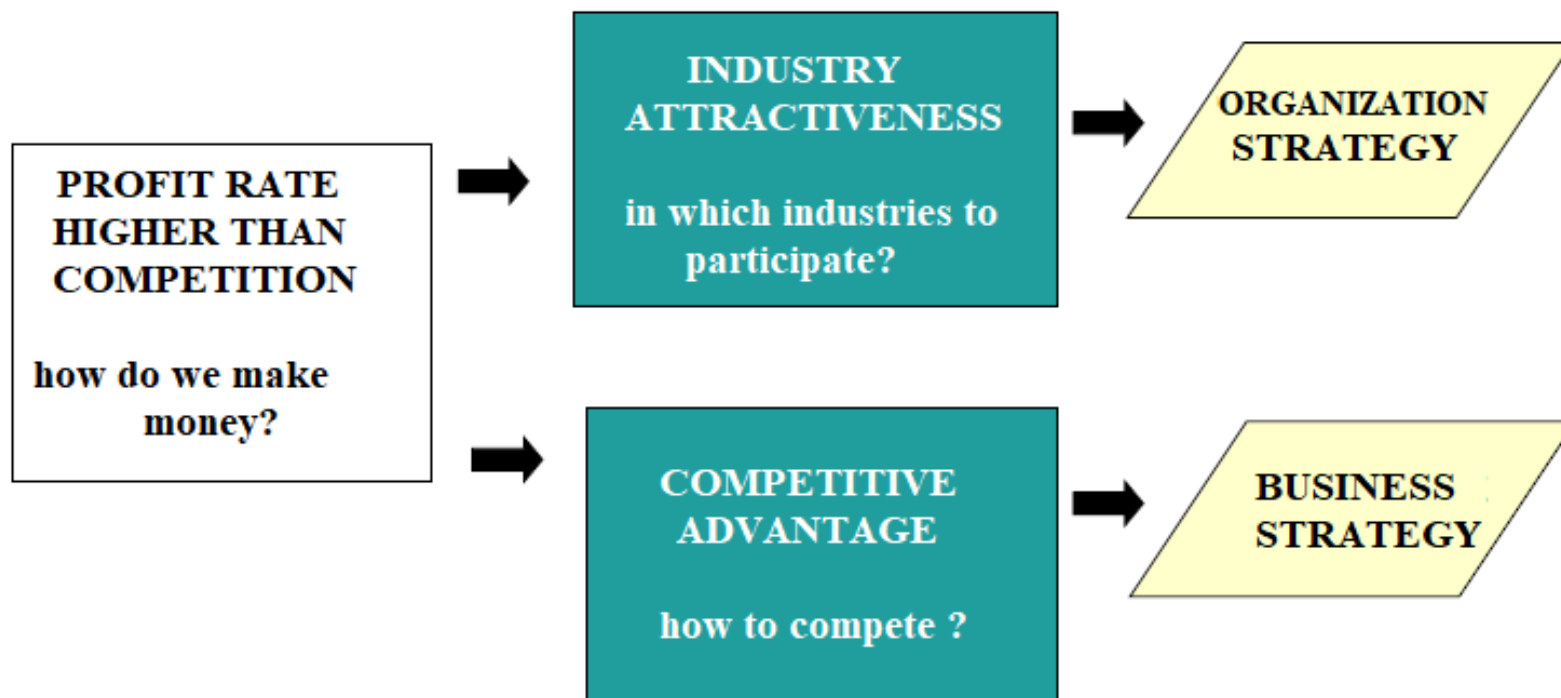 PROFIT RATE
HIGHER THAN
COMPETITION
how do we make
money?
INDUSTRY
ATTRACTIVENESS
in which industries to
participate?
ORGANIZATION
STRATEGY
COMPETITIVE
ADVANTAGE
how to compete ?
BUSINESS
STRATEGY